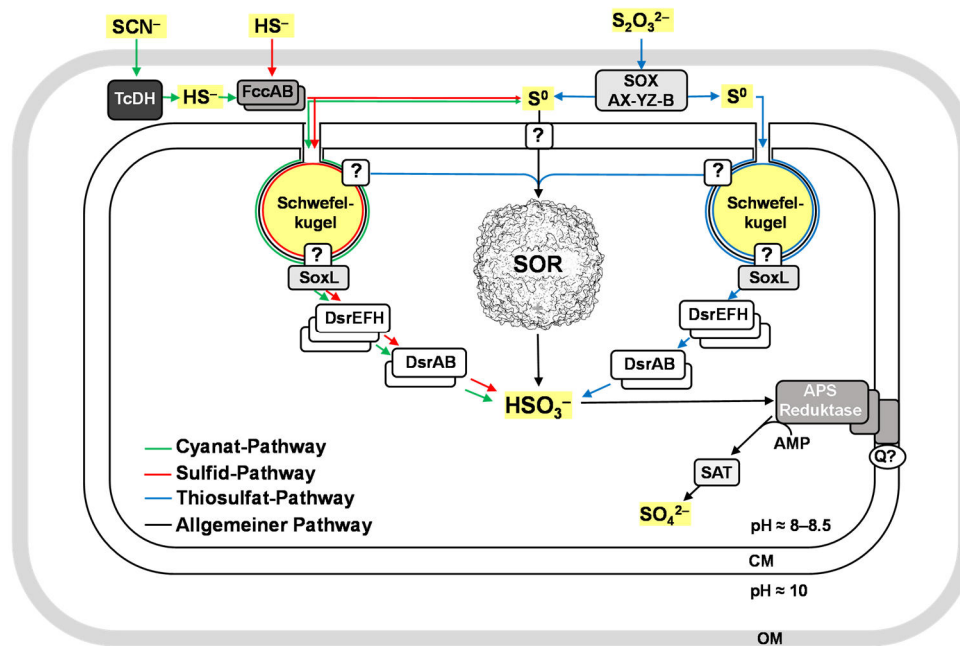 SCN⁻
HS⁻
S₂O₃²⁻
TcDH
HS⁻
FccAB
S⁰
SOX
AX-YZ-B
S⁰
?
?
?
Schwefel-
kugel
Schwefel-
kugel
?
?
SoxL
SOR
SoxL
DsrEFH
DsrEFH
DsrAB
DsrAB
HSO₃⁻
APS
Reduktase
AMP
Q?
SAT
SO₄²⁻
Cyanat-Pathway
Sulfid-Pathway
Thiosulfat-Pathway
Allgemeiner Pathway
pH ≈ 8–8.5
CM
pH ≈ 10
OM